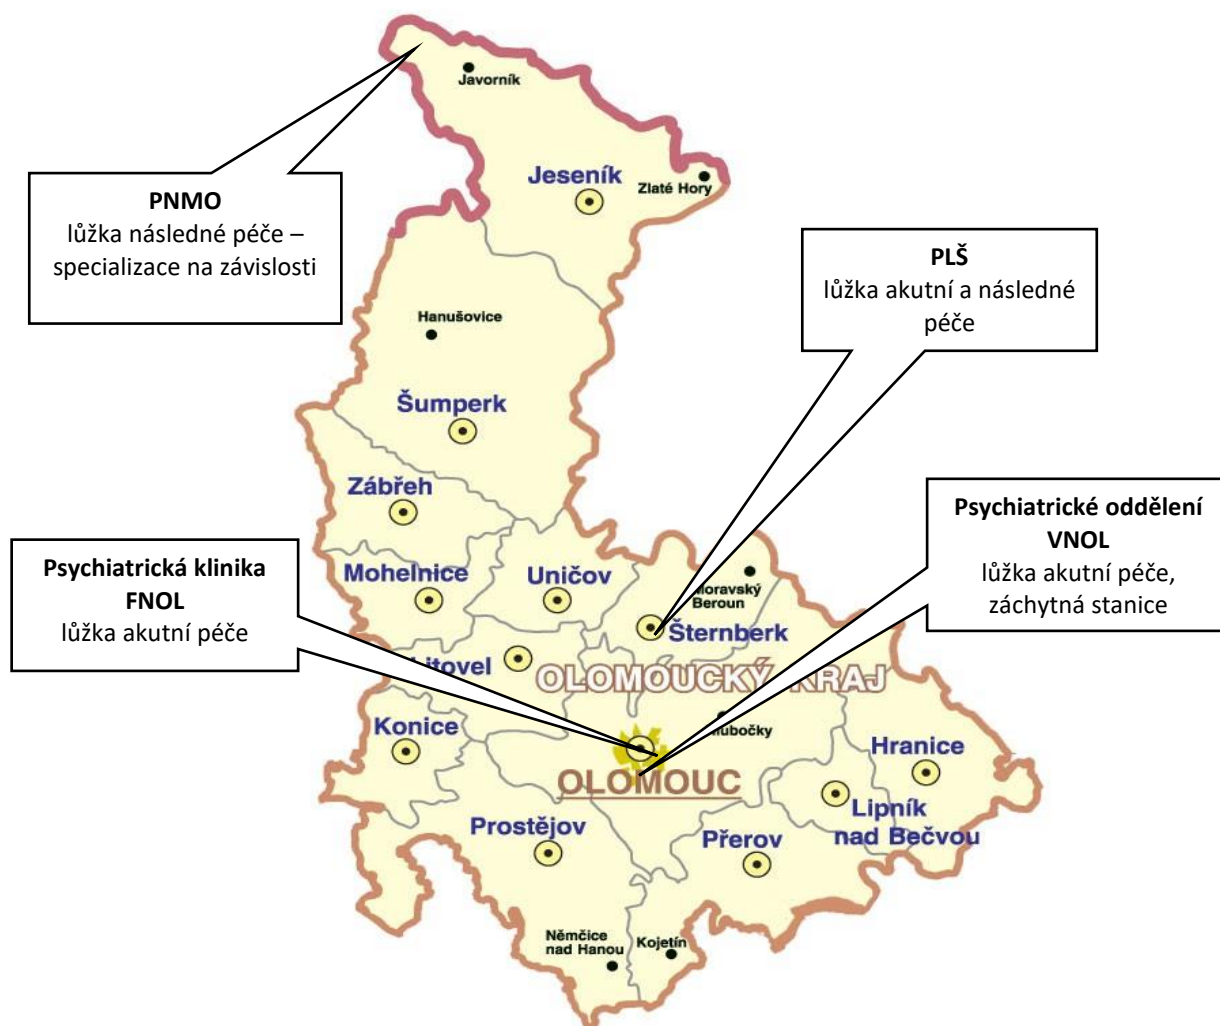 Javorník
Jeseník
Zlaté Hory
PNMO
lůžka následné péče –
specializace na závislosti
PLŠ
lůžka akutní a následné
péče
Hanušovice
Šumperk
Zábřeh
Psychiatrické oddělení
VNOL
lůžka akutní péče,
záchytná stanice
Psychiatrická klinika
FNOL
lůžka akutní péče
Mohelnice
Uničov
Moravský
Beroun
Šternberk
Litovel
OLOMOUCKÝ KRAJ
Konice
Hlubočky
Hranice
OLOMOUC
Lipník
nad Bečvou
Prostějov
Přerov
Němčice
nad Hanou
Kojetín